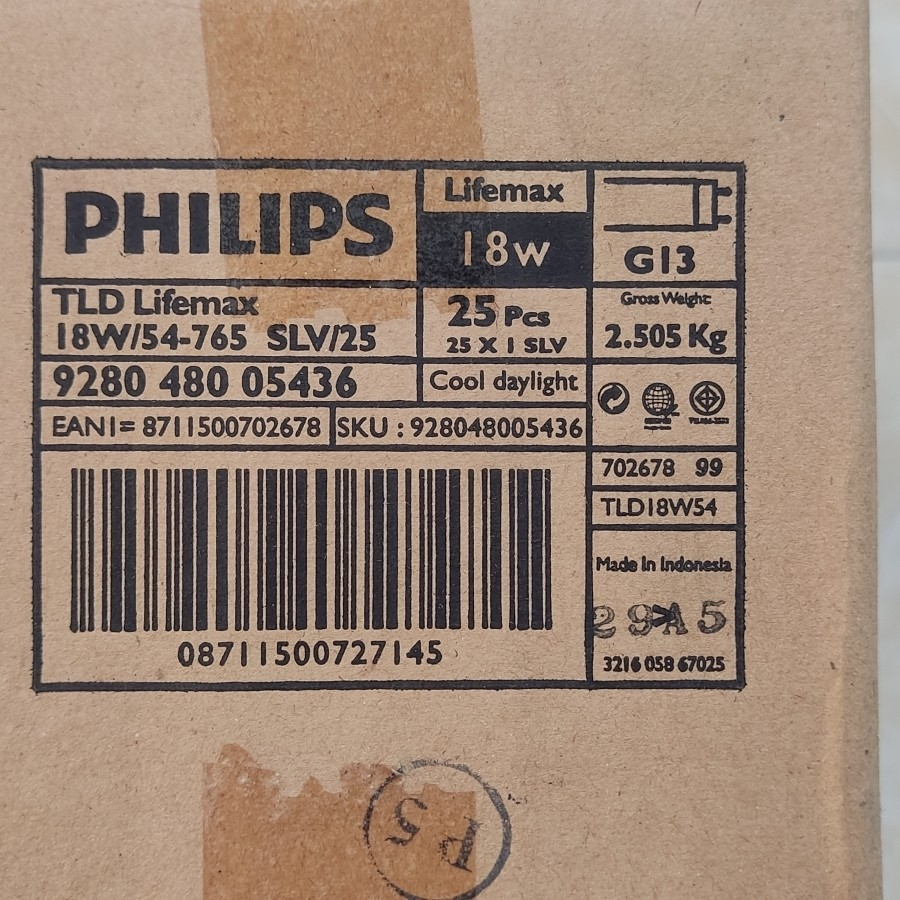 PHILIPS
Lifemax
18w
G13
TLD Lifemax
18W/54-765 SLV/25
25 Pcs
25 X 1 SLV
Gross Weight
2.505 Kg
9280 480 05436
Cool daylight
EAN1= 8711500702678
SKU : 928048005436
702678 99
TLD18W54
Made In Indonesia
29A5
3216 058 67025
08711500727145
P5